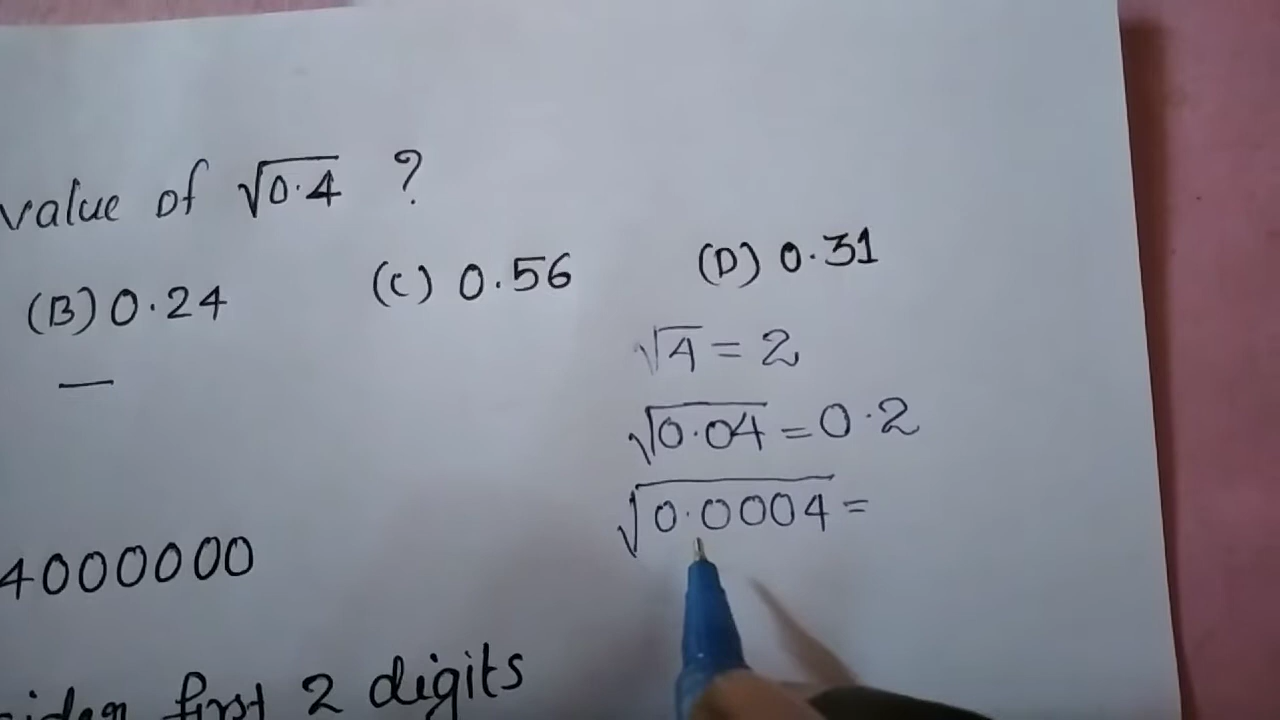 value of √0.4 ?
(B) 0.24 (C) 0.56 (D) 0.31
√4 = 2
√0.04 = 0.2
√0.0004 =
4000000
first 2 digits